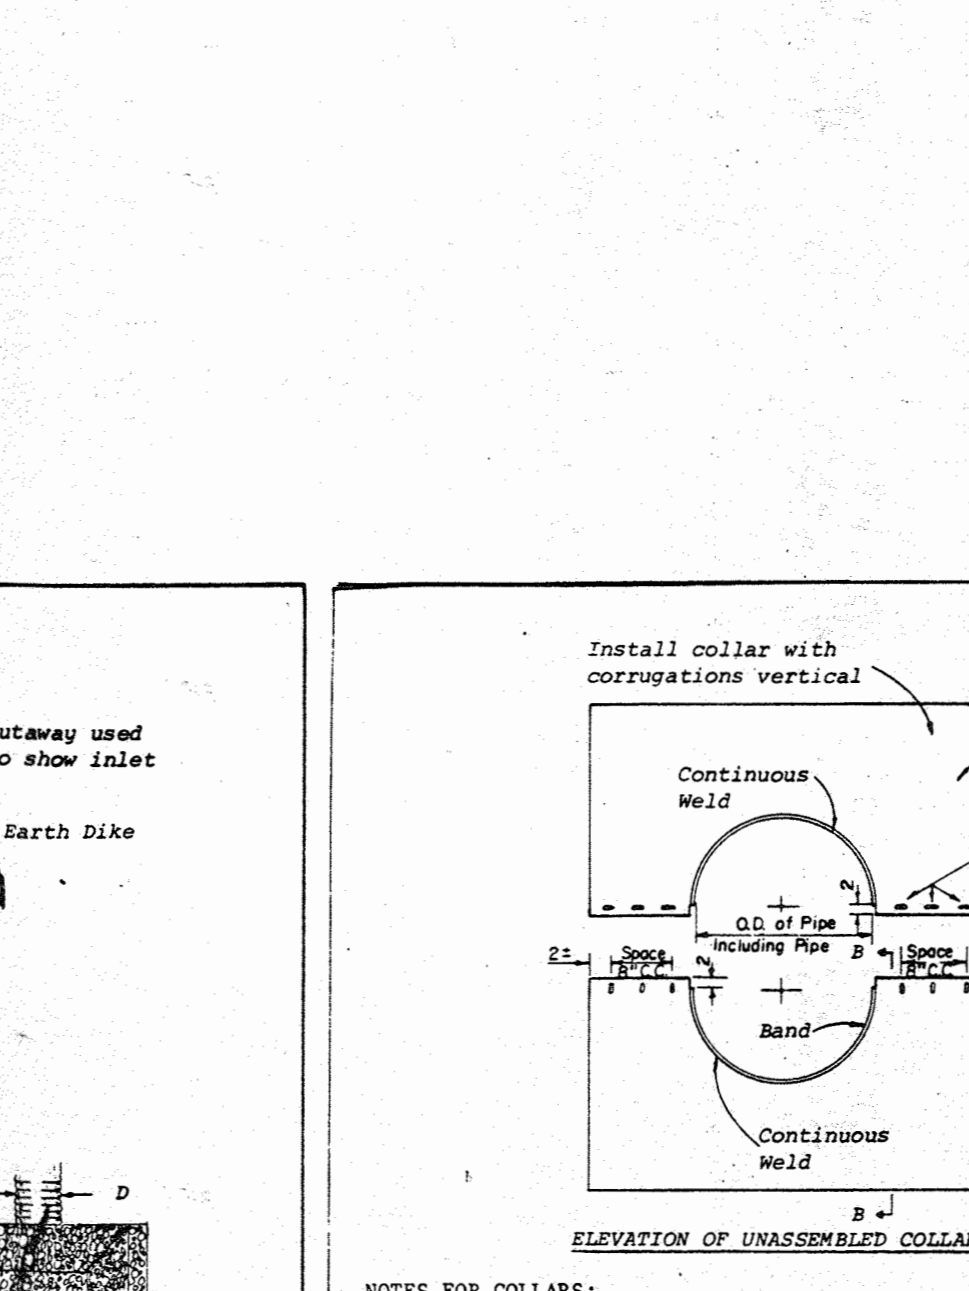 utaway used
o show inlet
Earth Dike
D
Install collar with
corrugations vertical
Continuous
Weld
2
O.D. of Pipe
Including Pipe
B
2±
Space
8" C.C.
2
Space
8" C.C.
Band
Continuous
Weld
B
ELEVATION OF UNASSEMBLED COLLA
NOTES FOR COLLARS: